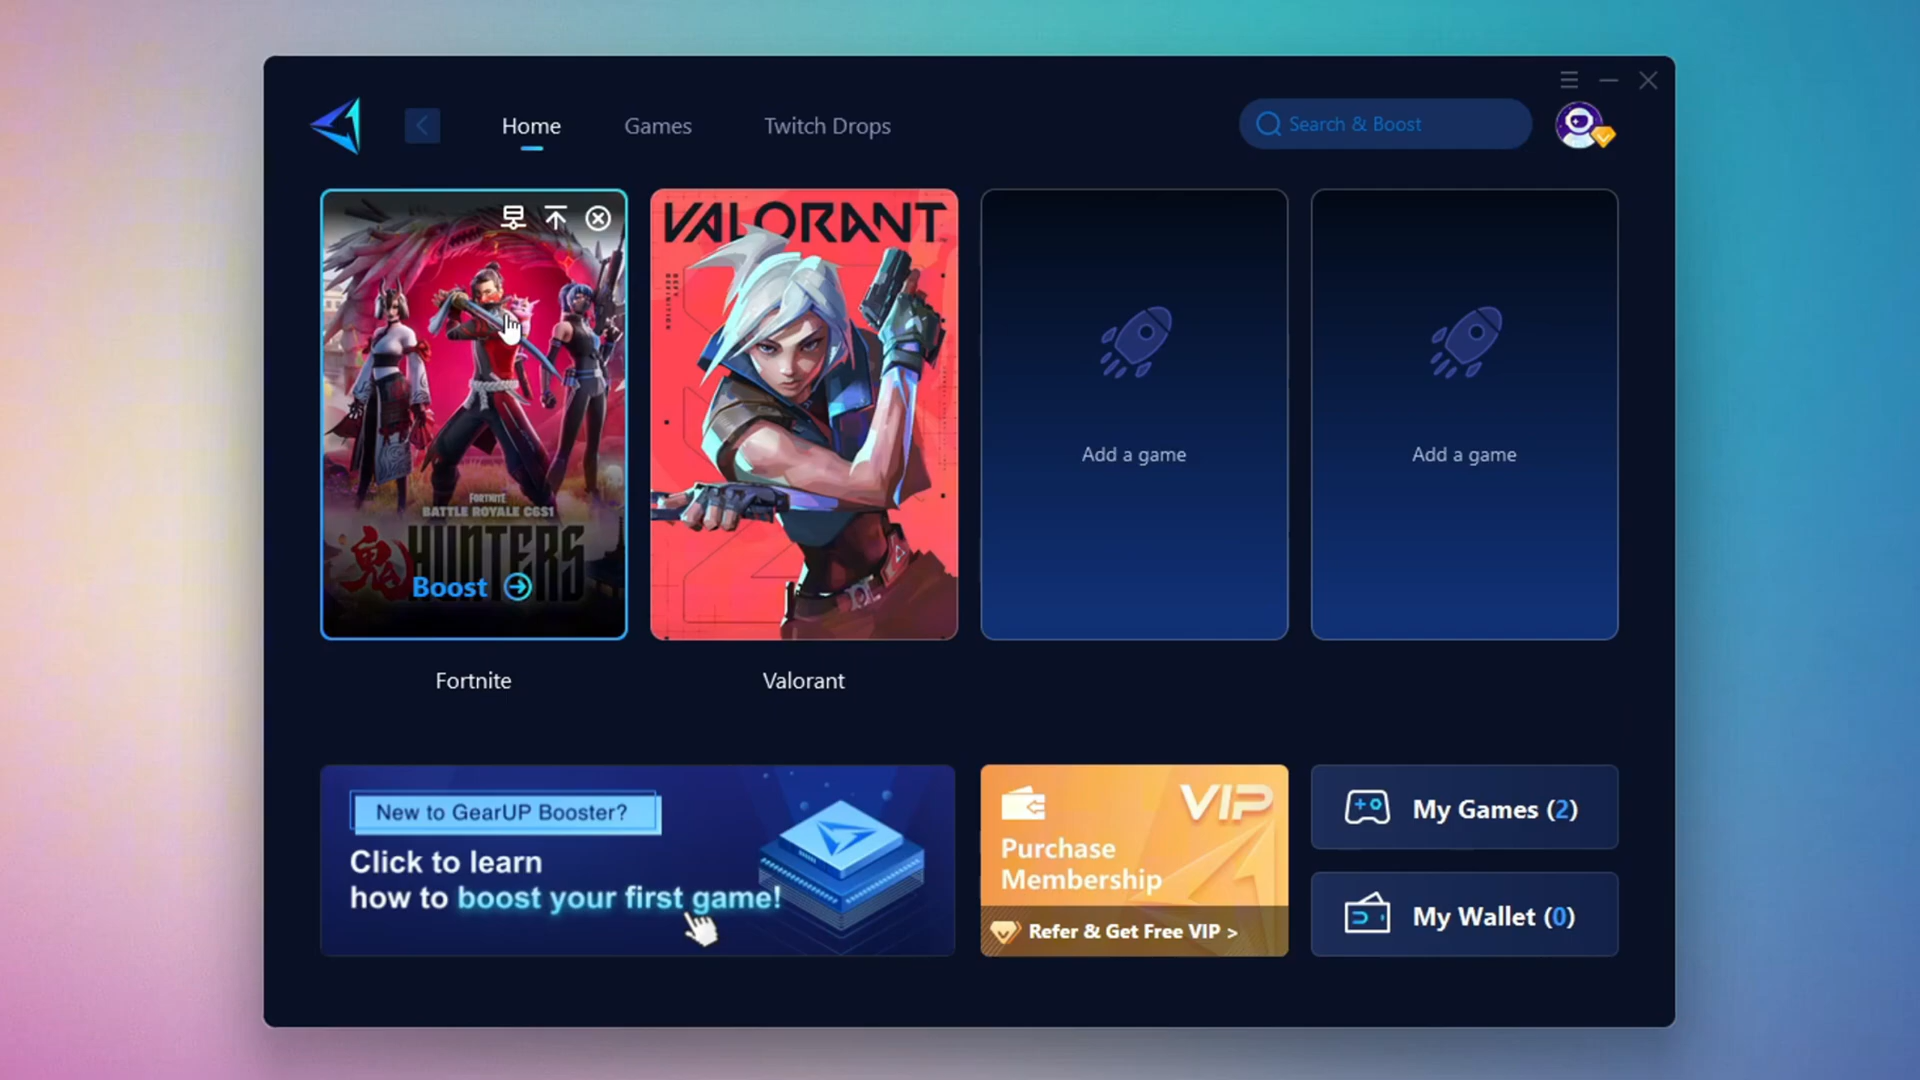 Home
Games
Twitch Drops
Search & Boost
FORTNITE
BATTLE ROYALE C6S1
鬼 HUNTERS
Boost
VALORANT
Add a game
Add a game
Fortnite
Valorant
New to GearUP Booster?
Click to learn
how to boost your first game!
VIP
Purchase
Membership
Refer & Get Free VIP >
My Games (2)
My Wallet (0)